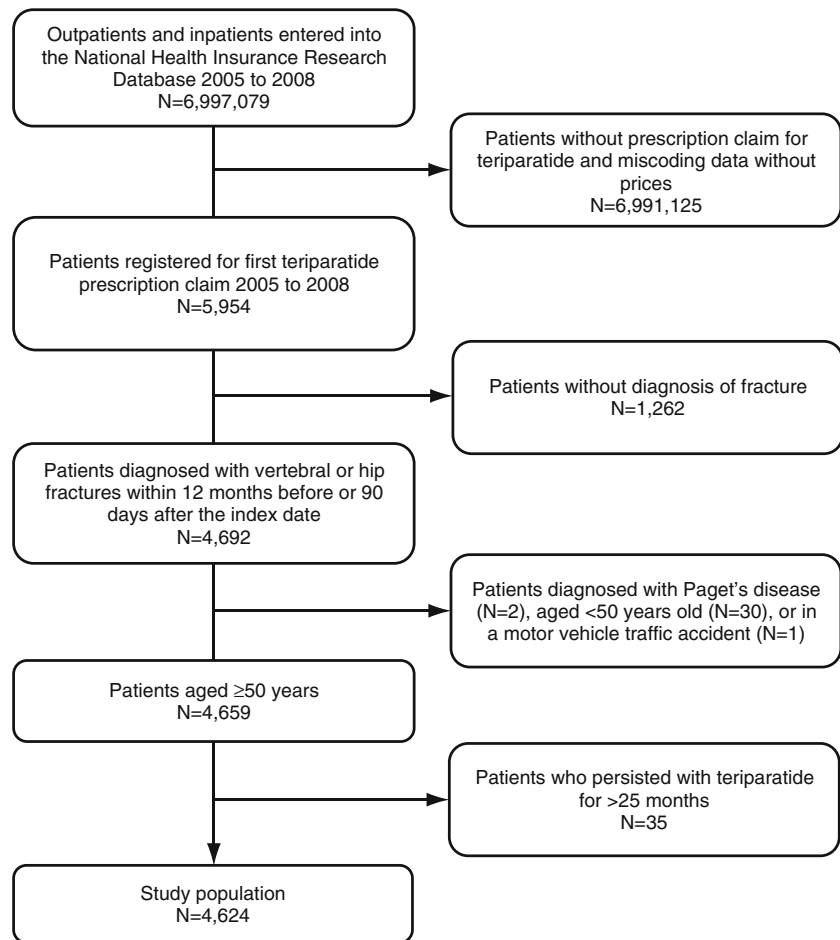 Outpatients and inpatients entered into
the National Health Insurance Research
Database 2005 to 2008
N=6,997,079
Patients without prescription claim for
teriparatide and miscoding data without
prices
N=6,991,125
Patients registered for first teriparatide
prescription claim 2005 to 2008
N=5,954
Patients without diagnosis of fracture
N=1,262
Patients diagnosed with vertebral or hip
fractures within 12 months before or 90
days after the index date
N=4,692
Patients diagnosed with Paget's disease
(N=2), aged <50 years old (N=30), or in
a motor vehicle traffic accident (N=1)
Patients aged ≥50 years
N=4,659
Patients who persisted with teriparatide
for >25 months
N=35
Study population
N=4,624